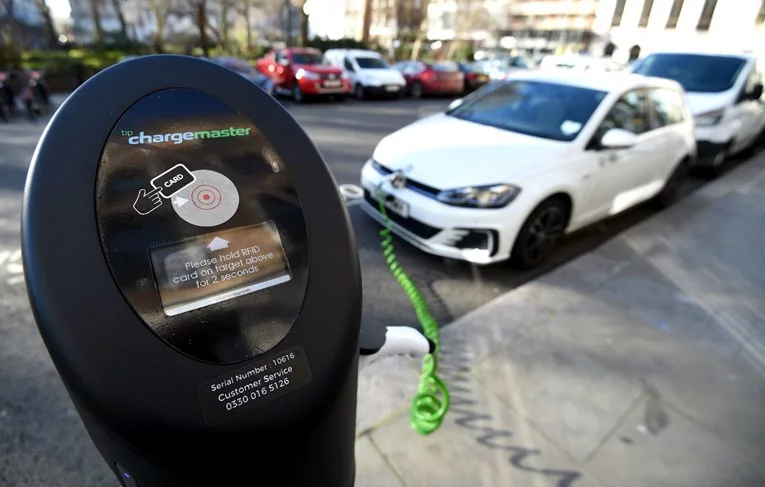 bp chargemaster
CARD
Please hold RFID
card on target above
for 2 seconds
Serial Number : 10616
Customer Service
0330 016 5126